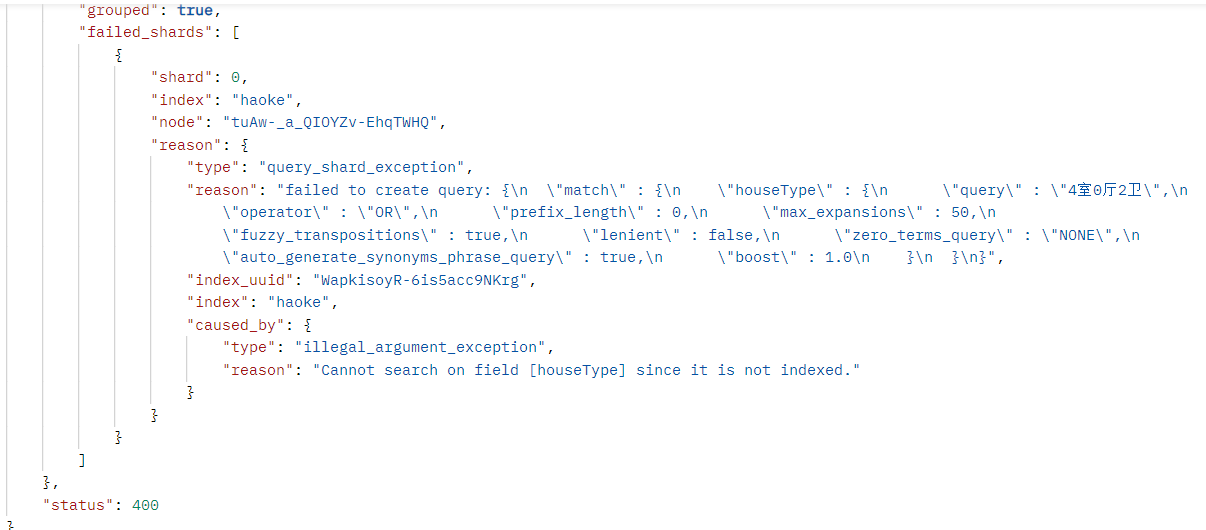 "grouped": true,
"failed_shards": [
{
"shard": 0,
"index": "haoke",
"node": "tuAw-_a_QIOYZv-EhqTWHQ",
"reason": {
"type": "query_shard_exception",
"reason": "failed to create query: {\n  \"match\" : {\n    \"houseType\" : {\n      \"query\" : \"4室0厅2卫\",\n
\"operator\" : \"OR\",\n      \"prefix_length\" : 0,\n      \"max_expansions\" : 50,\n
\"fuzzy_transpositions\" : true,\n      \"lenient\" : false,\n      \"zero_terms_query\" : \"NONE\",\n
\"auto_generate_synonyms_phrase_query\" : true,\n      \"boost\" : 1.0\n    }\n  }\n}",
"index_uuid": "WapkisoyR-6is5acc9NKrg",
"index": "haoke",
"caused_by": {
"type": "illegal_argument_exception",
"reason": "Cannot search on field [houseType] since it is not indexed."
}
}
}
]
},
"status": 400
}